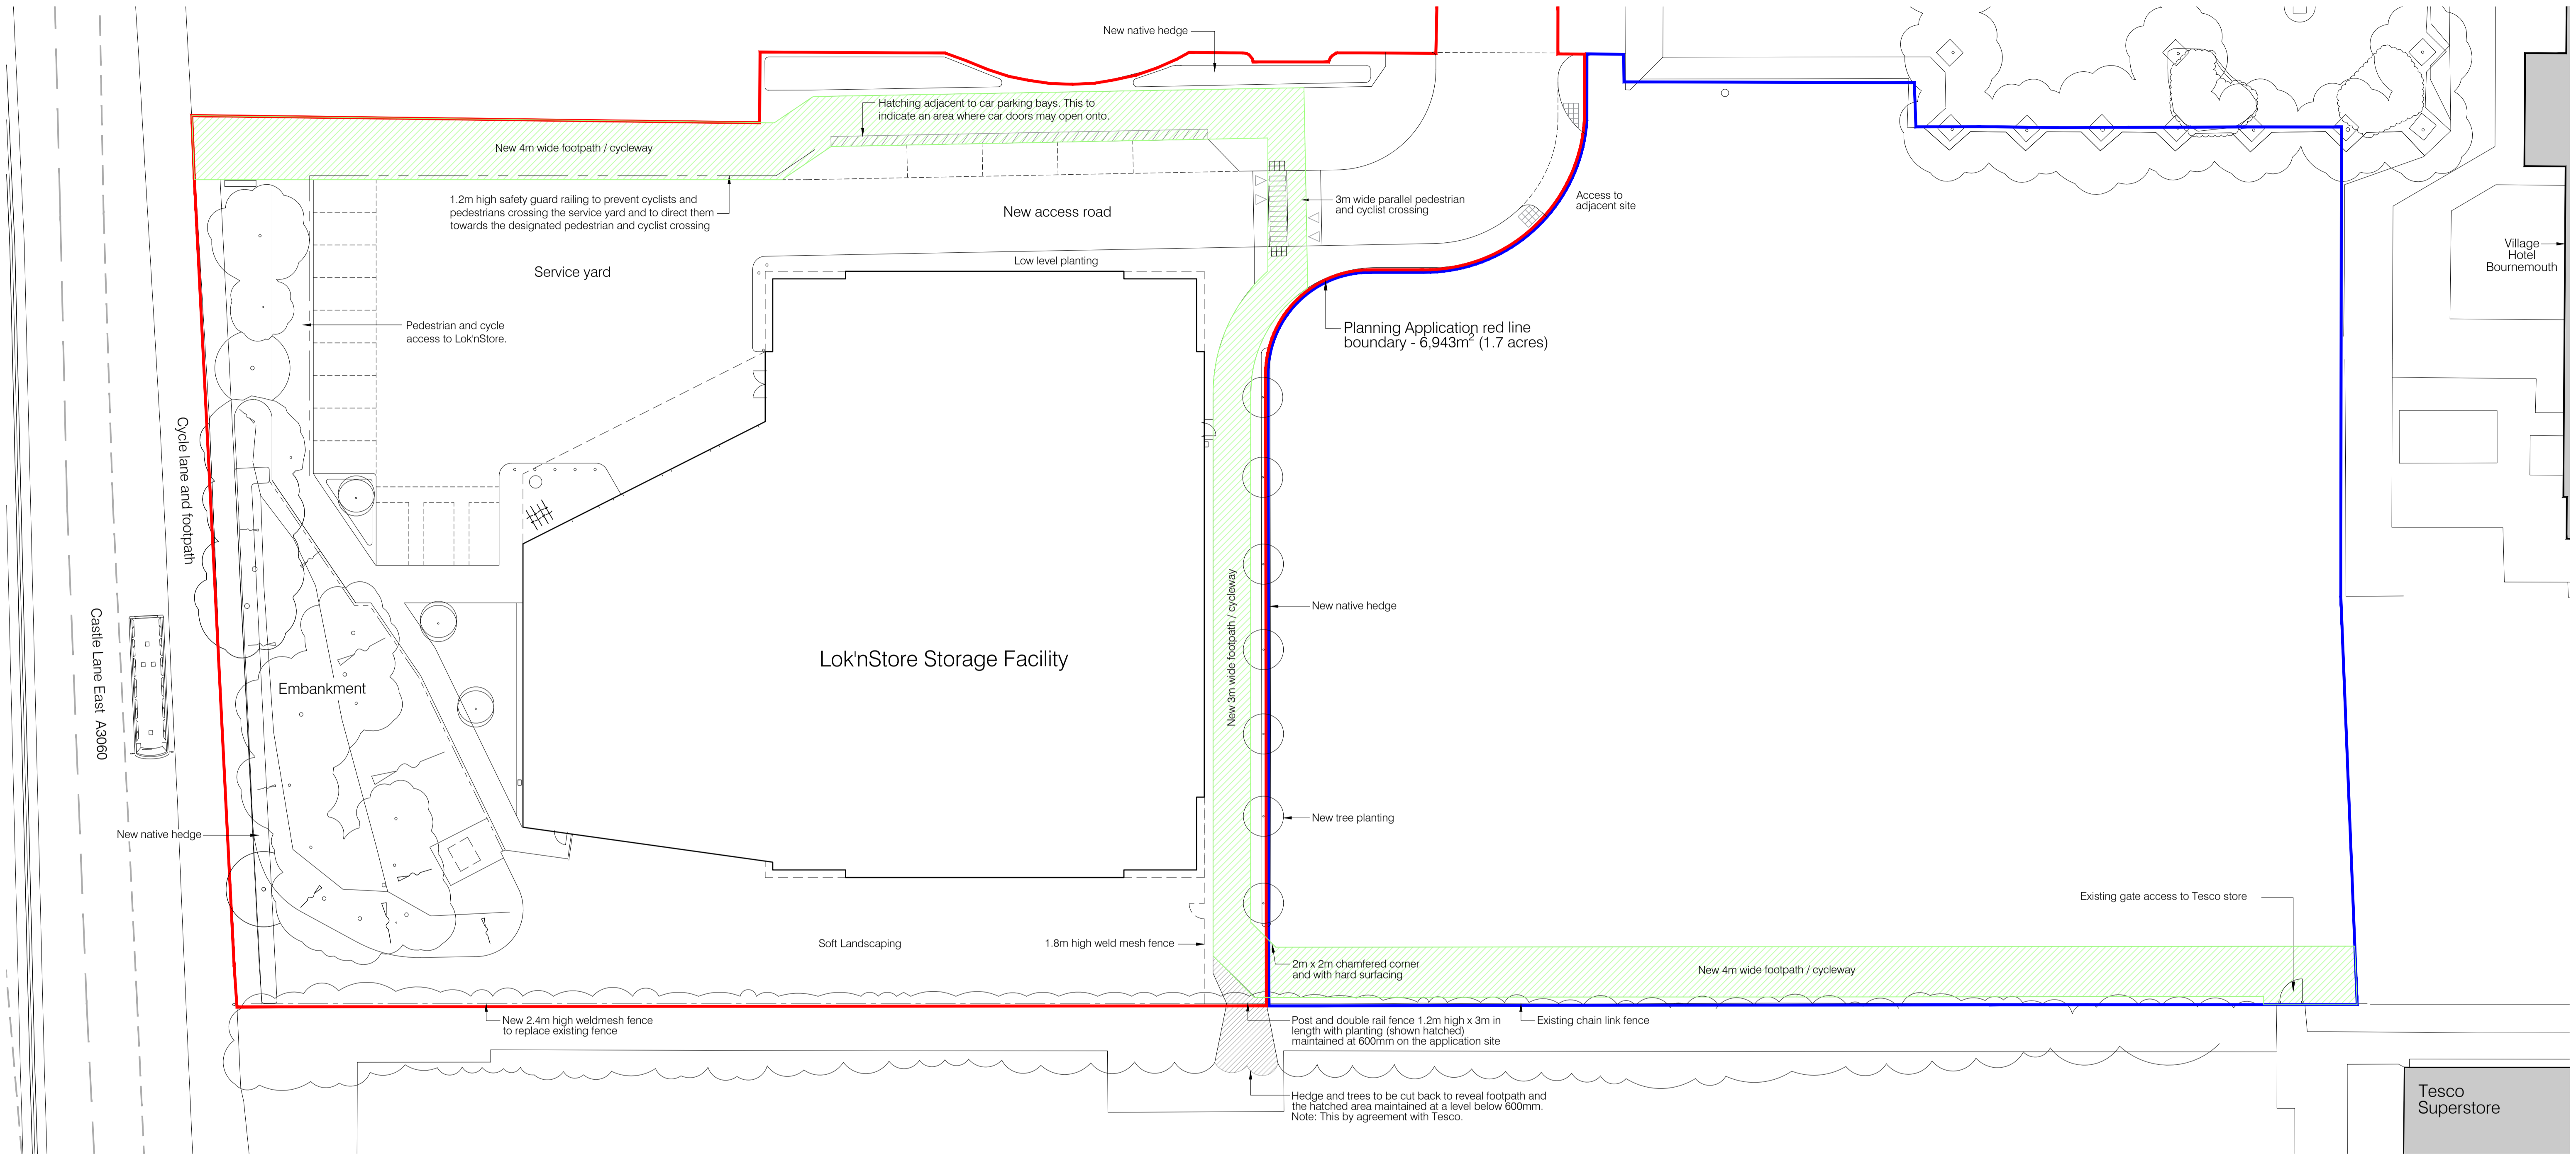 New native hedge
Hatching adjacent to car parking bays. This to
indicate an area where car doors may open onto.
New 4m wide footpath / cycleway
1.2m high safety guard railing to prevent cyclists and
pedestrians crossing the service yard and to direct them
towards the designated pedestrian and cyclist crossing
New access road
3m wide parallel pedestrian
and cyclist crossing
Access to
adjacent site
Village
Hotel
Bournemouth
Service yard
Low level planting
Pedestrian and cycle
access to Lok'nStore.
Planning Application red line
boundary - 6,943m² (1.7 acres)
Cycle lane and footpath
Castle Lane East A3060
New 3m wide footpath / cycleway
New native hedge
Lok'nStore Storage Facility
Embankment
New native hedge
New tree planting
Existing gate access to Tesco store
Soft Landscaping
1.8m high weld mesh fence
2m x 2m chamfered corner
and with hard surfacing
New 4m wide footpath / cycleway
New 2.4m high weldmesh fence
to replace existing fence
Post and double rail fence 1.2m high x 3m in
length with planting (shown hatched)
maintained at 600mm on the application site
Existing chain link fence
Hedge and trees to be cut back to reveal footpath and
the hatched area maintained at a level below 600mm.
Note: This by agreement with Tesco.
Tesco
Superstore